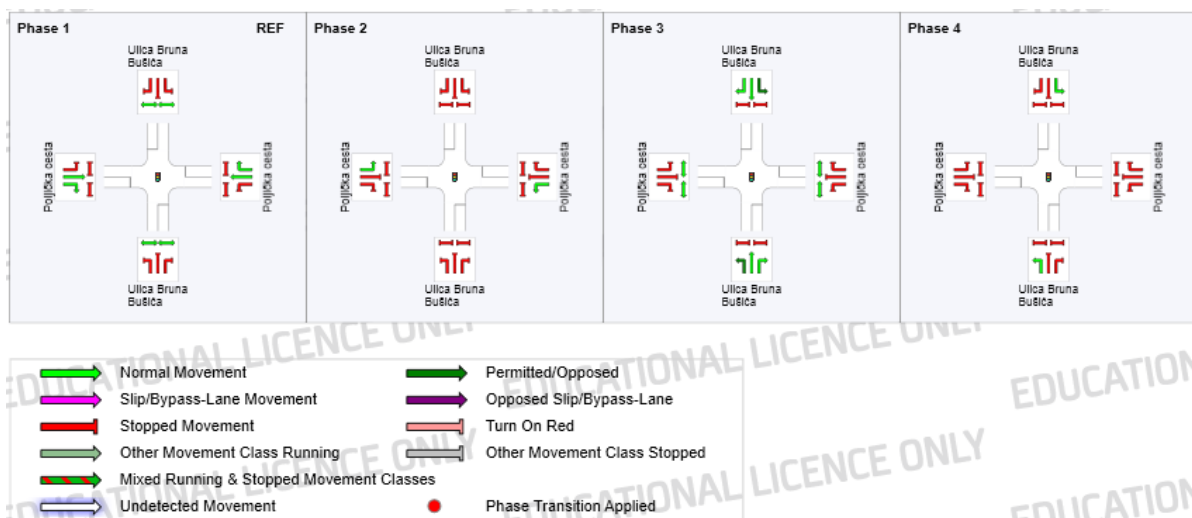 Phase 1
REF
Phase 2
Phase 3
Phase 4
Ulica Bruna
Bušića
Ulica Bruna
Bušića
Ulica Bruna
Bušića
Ulica Bruna
Bušića
Poljička cesta
Poljička cesta
Poljička cesta
Poljička cesta
Poljička cesta
Poljička cesta
Poljička cesta
Poljička cesta
Ulica Bruna
Bušića
Ulica Bruna
Bušića
Ulica Bruna
Bušića
Ulica Bruna
Bušića
EDUCATIONAL LICENCE ONLY
EDUCATIONAL LICENCE ONLY
EDUCATION
Normal Movement
Permitted/Opposed
Slip/Bypass-Lane Movement
Opposed Slip/Bypass-Lane
Stopped Movement
Turn On Red
Other Movement Class Running
Other Movement Class Stopped
Mixed Running & Stopped Movement Classes
Undetected Movement
Phase Transition Applied
EDUCATIONAL LICENCE ONLY
EDUCATIONAL LICENCE ONLY